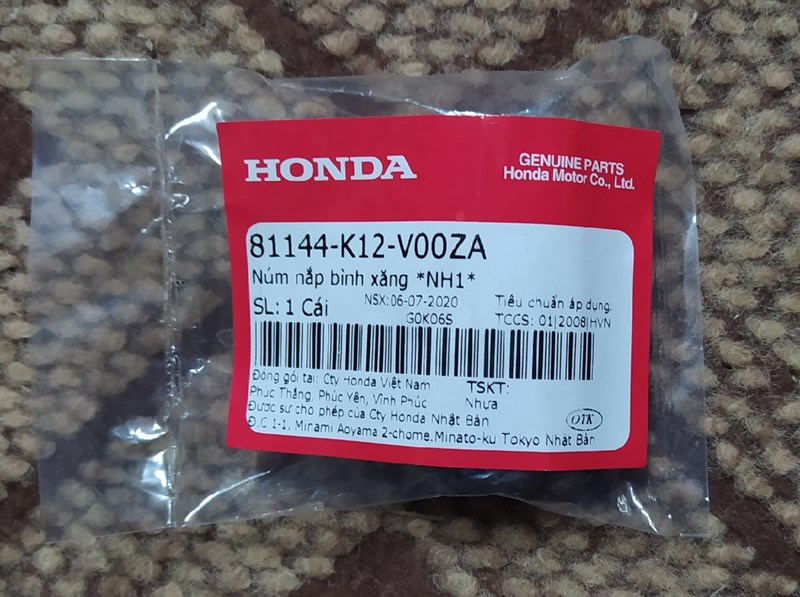 HONDA
GENUINE PARTS
Honda Motor Co., Ltd.
81144-K12-V00ZA
Núm nắp bình xăng *NH1*
SL: 1 Cái
NSX: 06-07-2020
G0K06S
Tiêu chuẩn áp dụng:
TCCS: 01|2008|HVN
Đóng gói tại: Cty Honda Việt Nam
Phuc Thắng, Phúc Yên, Vĩnh Phúc
Được sự cho phép của Cty Honda Nhật Bản
Đ.C 1-1, Minami Aoyama 2-chome, Minato-ku Tokyo Nhật Bản
TSKT:
Nhựa
OTK